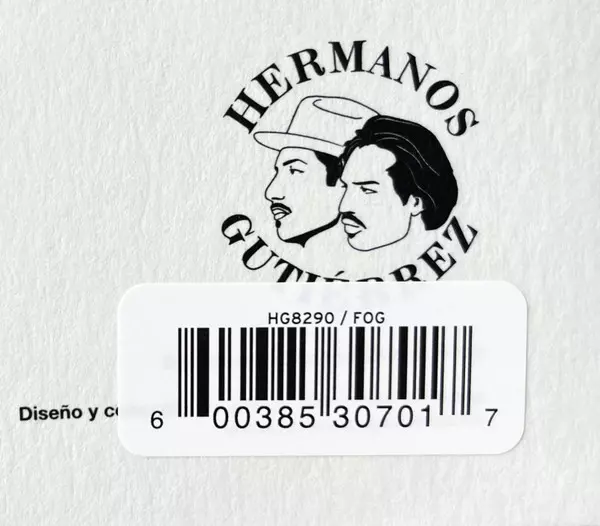 HERMANOS
GUTIÉRREZ
HG8290 / FOG
Diseño y
6 00385 30701 7